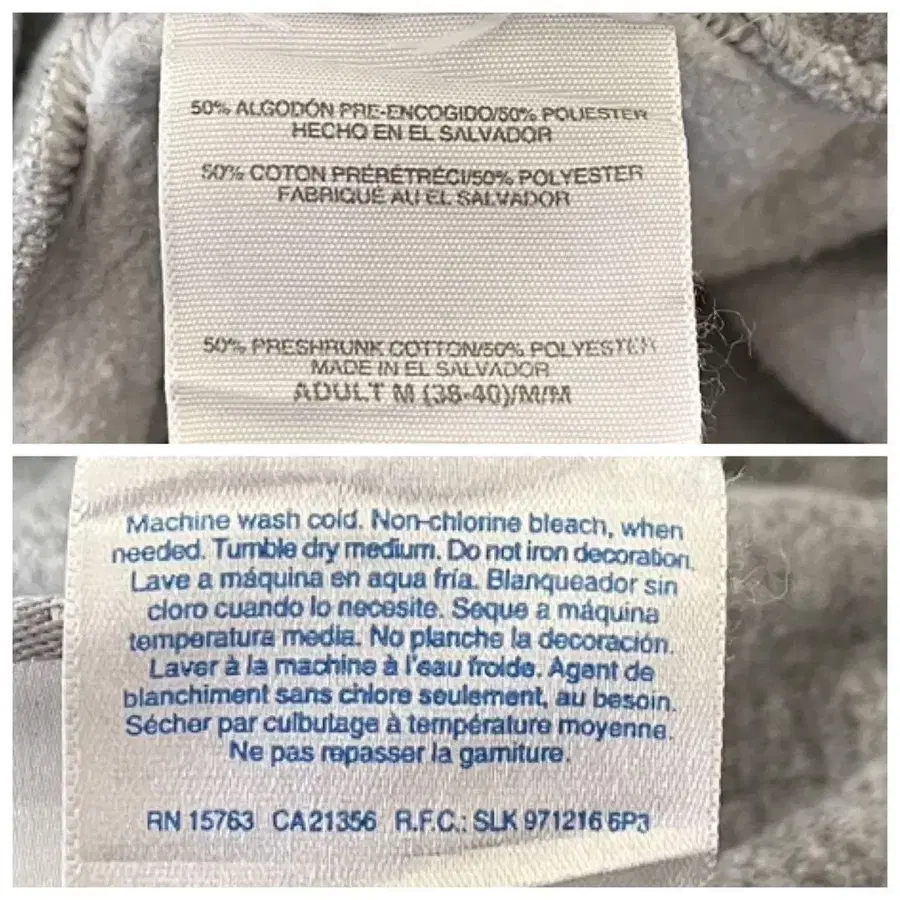 50% ALGODÓN PRE-ENCOGIDO/50% POLIESTER
HECHO EN EL SALVADOR
50% COTON PRÉRÉTRÉCI/50% POLYESTER
FABRIQUÉ AU EL SALVADOR
50% PRESHRUNK COTTON/50% POLYESTER
MADE IN EL SALVADOR
ADULT M (38-40)/M/M
Machine wash cold. Non-chlorine bleach, when
needed. Tumble dry medium. Do not iron decoration.
Lave a máquina en aqua fría. Blanqueador sin
cloro cuando lo necesite. Seque a máquina
temperatura media. No planche la decoración.
Laver à la machine à l'eau froide. Agent de
blanchiment sans chlore seulement, au besoin.
Sécher par culbutage à température moyenne.
Ne pas repasser la garniture.
RN 15763 CA21356 R.F.C.: SLK 971216 6P3